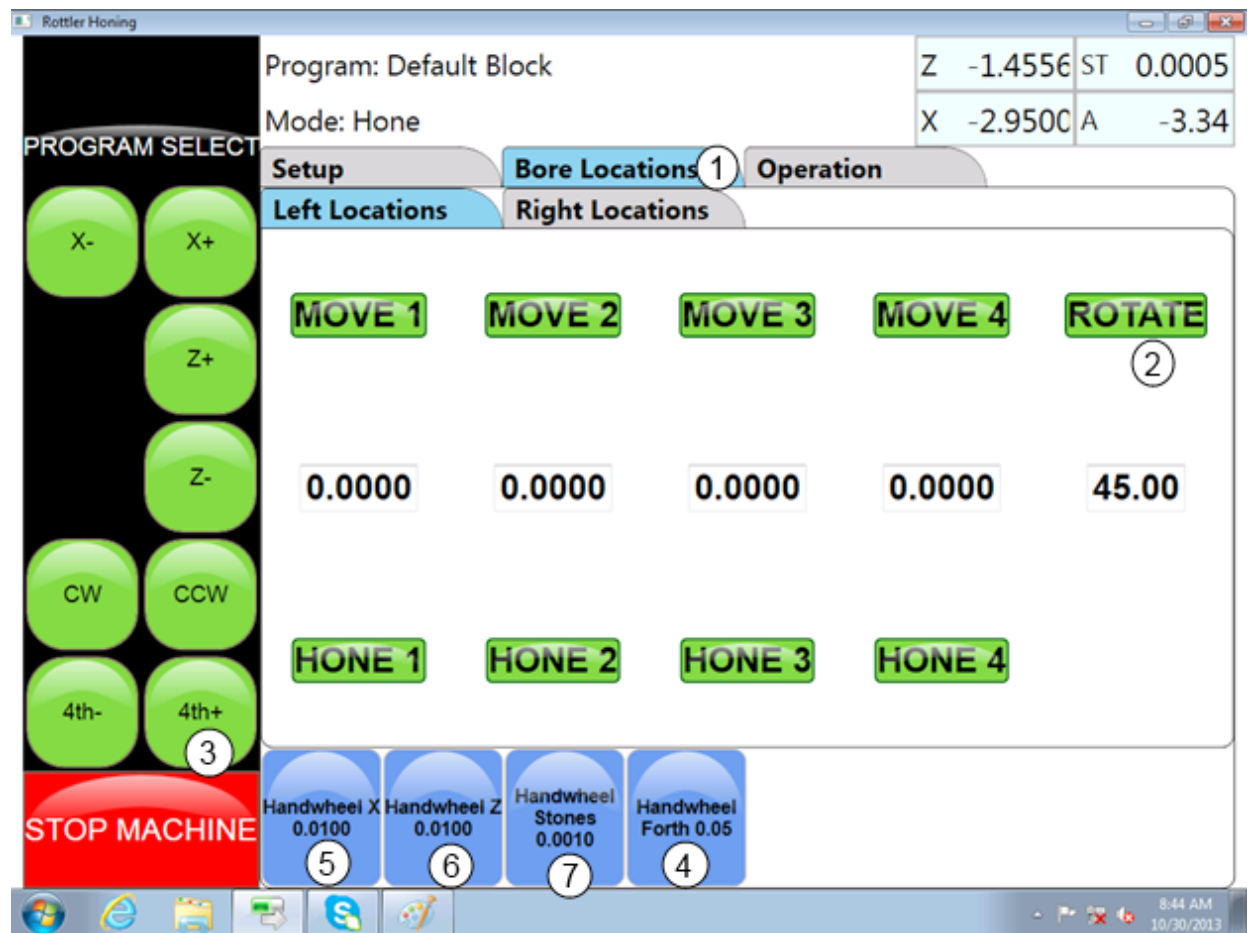 Rottler Honing
Program: Default Block
Z -1.4556 ST 0.0005
Mode: Hone
X -2.9500 A -3.34
PROGRAM SELECT
Setup Bore Locations 1 Operation
Left Locations Right Locations
X- X+
MOVE 1 MOVE 2 MOVE 3 MOVE 4 ROTATE
2
Z+
Z-
0.0000 0.0000 0.0000 0.0000 45.00
CW CCW
HONE 1 HONE 2 HONE 3 HONE 4
4th- 4th+
3
STOP MACHINE
Handwheel X
0.0100
5
Handwheel Z
0.0100
6
Handwheel
Stones
0.0010
7
Handwheel
Forth 0.05
4
8:44 AM
10/30/2013